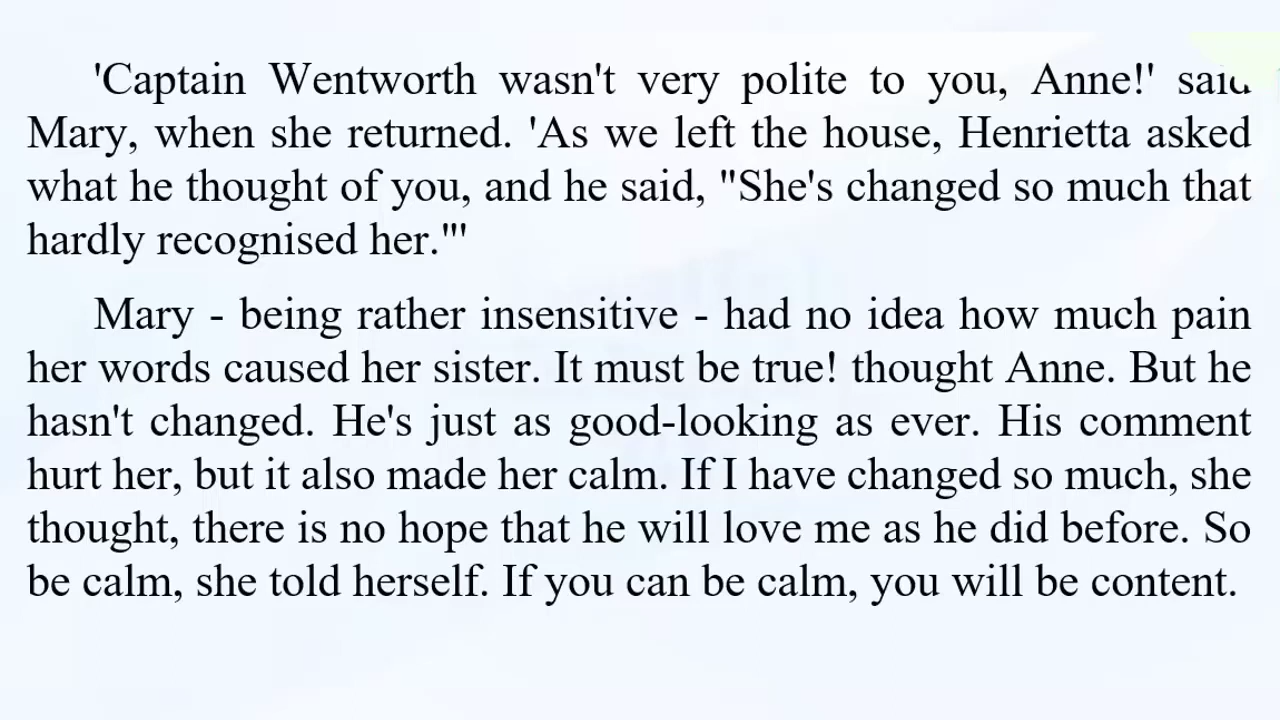 'Captain Wentworth wasn't very polite to you, Anne!' said
Mary, when she returned. 'As we left the house, Henrietta asked
what he thought of you, and he said, "She's changed so much that
hardly recognised her."'
Mary - being rather insensitive - had no idea how much pain
her words caused her sister. It must be true! thought Anne. But he
hasn't changed. He's just as good-looking as ever. His comment
hurt her, but it also made her calm. If I have changed so much, she
thought, there is no hope that he will love me as he did before. So
be calm, she told herself. If you can be calm, you will be content.